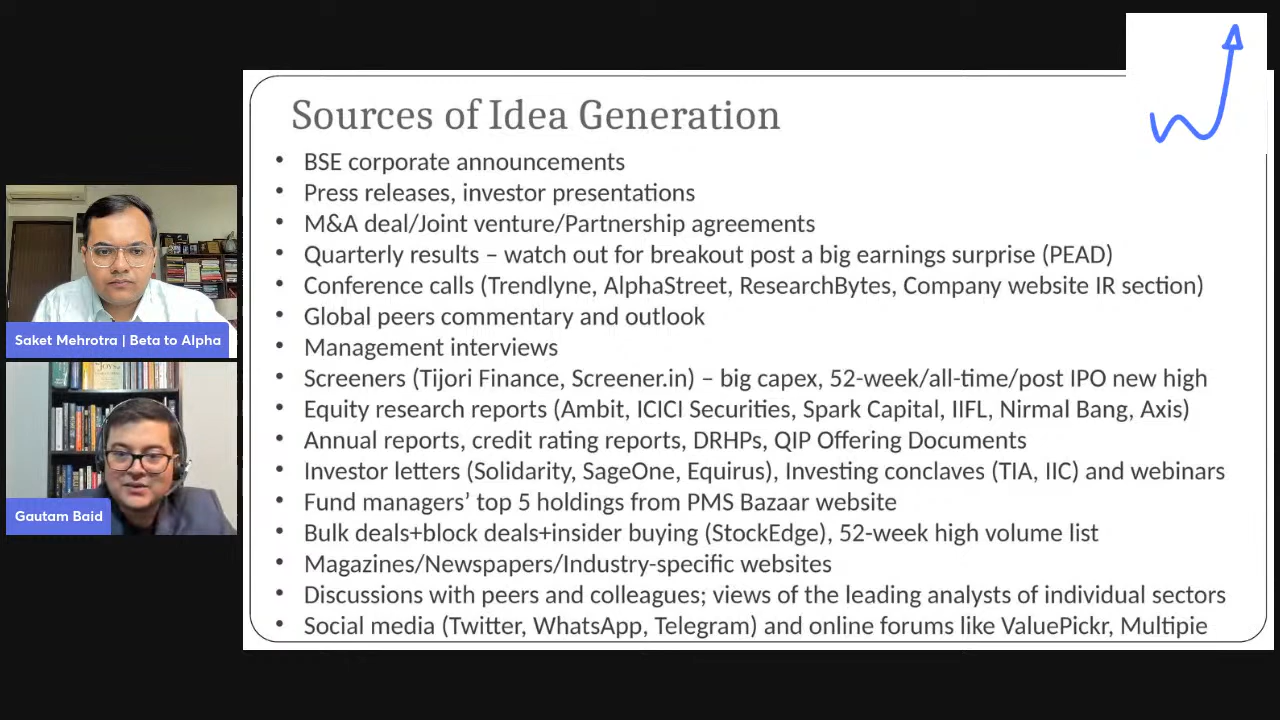 Sources of Idea Generation
• BSE corporate announcements
• Press releases, investor presentations
• M&A deal/Joint venture/Partnership agreements
• Quarterly results – watch out for breakout post a big earnings surprise (PEAD)
• Conference calls (Trendlyne, AlphaStreet, ResearchBytes, Company website IR section)
• Global peers commentary and outlook
• Management interviews
• Screeners (Tijori Finance, Screener.in) – big capex, 52-week/all-time/post IPO new high
• Equity research reports (Ambit, ICICI Securities, Spark Capital, IIFL, Nirmal Bang, Axis)
• Annual reports, credit rating reports, DRHPs, QIP Offering Documents
• Investor letters (Solidarity, SageOne, Equirus), Investing conclaves (TIA, IIC) and webinars
• Fund managers’ top 5 holdings from PMS Bazaar website
• Bulk deals+block deals+insider buying (StockEdge), 52-week high volume list
• Magazines/Newspapers/Industry-specific websites
• Discussions with peers and colleagues; views of the leading analysts of individual sectors
• Social media (Twitter, WhatsApp, Telegram) and online forums like ValuePickr, Multipie
Saket Mehrotra | Beta to Alpha
Gautam Baid